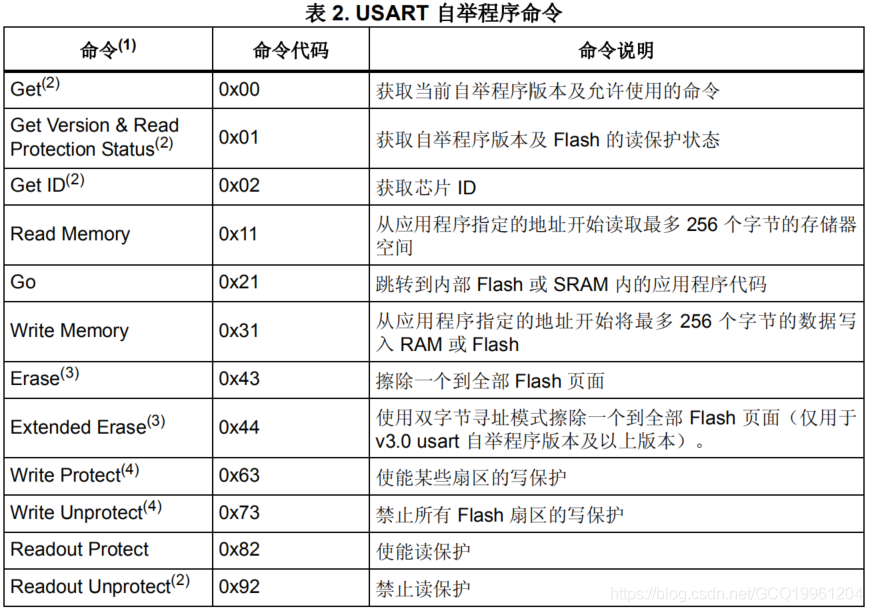 表 2. USART 自举程序命令
命令(1) 命令代码 命令说明
Get(2) 0x00 获取当前自举程序版本及允许使用的命令
Get Version & Read
Protection Status(2) 0x01 获取自举程序版本及 Flash 的读保护状态
Get ID(2) 0x02 获取芯片 ID
Read Memory 0x11 从应用程序指定的地址开始读取最多 256 个字节的存储器
空间
Go 0x21 跳转到内部 Flash 或 SRAM 内的应用程序代码
Write Memory 0x31 从应用程序指定的地址开始将最多 256 个字节的数据写
入 RAM 或 Flash
Erase(3) 0x43 擦除一个到全部 Flash 页面
Extended Erase(3) 0x44 使用双字节寻址模式擦除一个到全部 Flash 页面（仅用于
v3.0 usart 自举程序版本及以上版本）。
Write Protect(4) 0x63 使能某些扇区的写保护
Write Unprotect(4) 0x73 禁止所有 Flash 扇区的写保护
Readout Protect 0x82 使能读保护
Readout Unprotect(2) 0x92 禁止读保护
https://blog.csdn.net/GCQ19961204